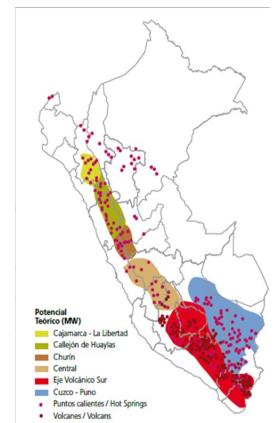 Potencial
Teórico (MW)
Cajamarca - La Libertad
Callejón de Huaylas
Churín
Central
Eje Volcánico Sur
Cuzco - Puno
Puntos calientes / Hot Springs
Volcanes / Volcans